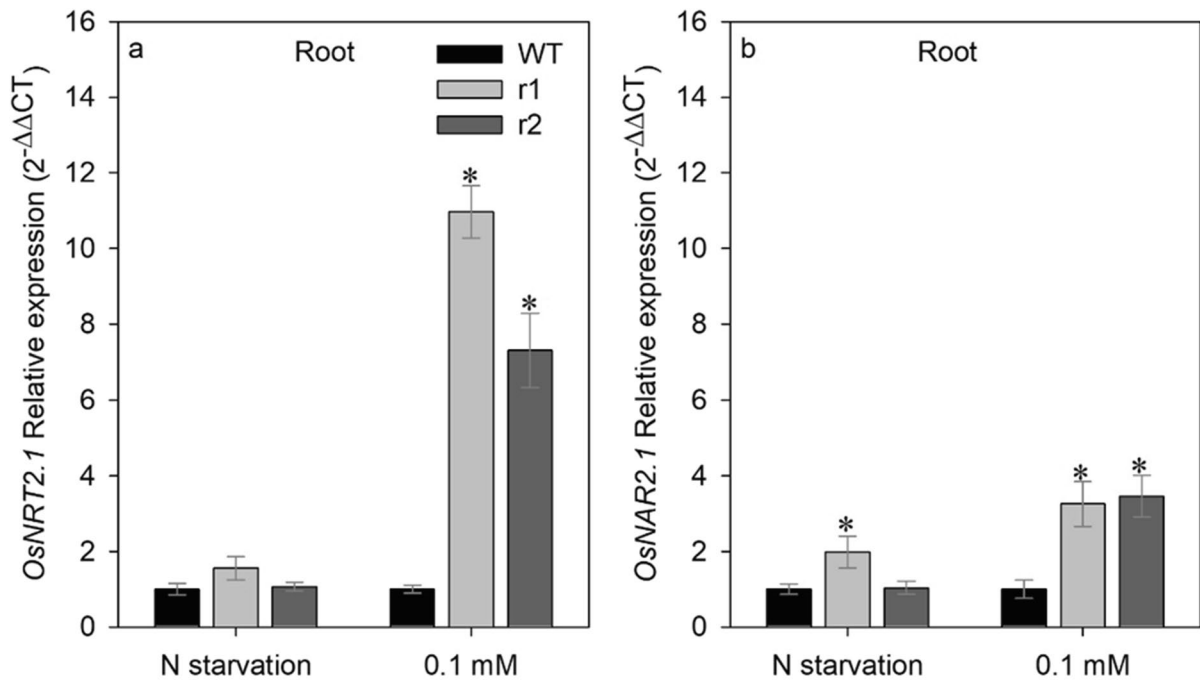 a
Root
WT
r1
r2
OsNRT2.1 Relative expression (2-ΔΔCT)
16
14
12
10
8
6
4
2
0
*
*
N starvation
0.1 mM
b
Root
OsNAR2.1 Relative expression (2-ΔΔCT)
16
14
12
10
8
6
4
2
0
*
*
*
N starvation
0.1 mM